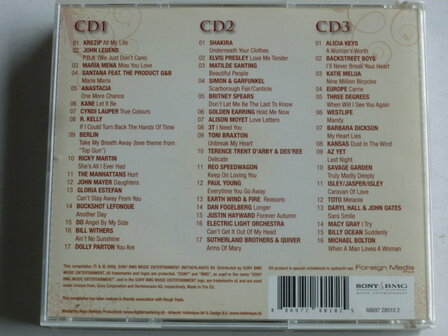 CD1
01 KREZIP All My Life
02 JOHN LEGEND
P.D.A. (We Just Don't Care)
03 MARIA MENA Miss You Love
04 SANTANA FEAT. THE PRODUCT G&B
Maria Maria
05 ANASTACIA
One More Chance
06 KANE Let It Be
07 CYNDI LAUPER True Colours
08 R. KELLY
If I Could Turn Back The Hands Of Time
09 BERLIN
Take My Breath Away (love theme from
"Top Gun")
10 RICKY MARTIN
She's All I Ever Had
11 THE MANHATTANS Hurt
12 JOHN MAYER Daughters
13 GLORIA ESTEFAN
Can't Stay Away From You
14 BUCKSHOT LEFONQUE
Another Day
15 DO Angel By My Side
16 BILL WITHERS
Ain't No Sunshine
17 DOLLY PARTON You Are
CD2
01 SHAKIRA
Underneath Your Clothes
02 ELVIS PRESLEY Love Me Tender
03 MATILDE SANTING
Beautiful People
04 SIMON & GARFUNKEL
Scarborough Fair/Canticle
05 BRITNEY SPEARS
Don't Let Me Be The Last To Know
06 GOLDEN EARRING Hold Me Now
07 ALISON MOYET Love Letters
08 3T I Need You
09 TONI BRAXTON
Unbreak My Heart
10 TERENCE TRENT D'ARBY & DES'REE
Delicate
11 REO SPEEDWAGON
Keep On Loving You
12 PAUL YOUNG
Everytime You Go Away
13 EARTH WIND & FIRE Reasons
14 DAN FOGELBERG Longer
15 JUSTIN HAYWARD Forever Autumn
16 ELECTRIC LIGHT ORCHESTRA
Can't Get It Out Of My Head
17 SUTHERLAND BROTHERS & QUIVER
Arms Of Mary
CD3
01 ALICIA KEYS
A Woman's Worth
02 BACKSTREET BOYS
I'll Never Break Your Heart
03 KATIE MELUA
Nine Million Bicycles
04 EUROPE Carrie
05 THREE DEGREES
When Will I See You Again
06 WESTLIFE
Mandy
07 BARBARA DICKSON
My Heart Lies
08 KANSAS Dust In The Wind
09 AZ YET
Last Night
10 SAVAGE GARDEN
Truly Madly Deeply
11 ISLEY/JASPER/ISLEY
Caravan Of Love
12 TOTO Melanie
13 DARYL HALL & JOHN OATES
Sara Smile
14 MACY GRAY I Try
15 BILLY OCEAN Suddenly
16 MICHAEL BOLTON
When A Man Loves A Woman
Foreign Media
SONY BMG
MUSIC ENTERTAINMENT
88697 28010 2
8 86972 80102